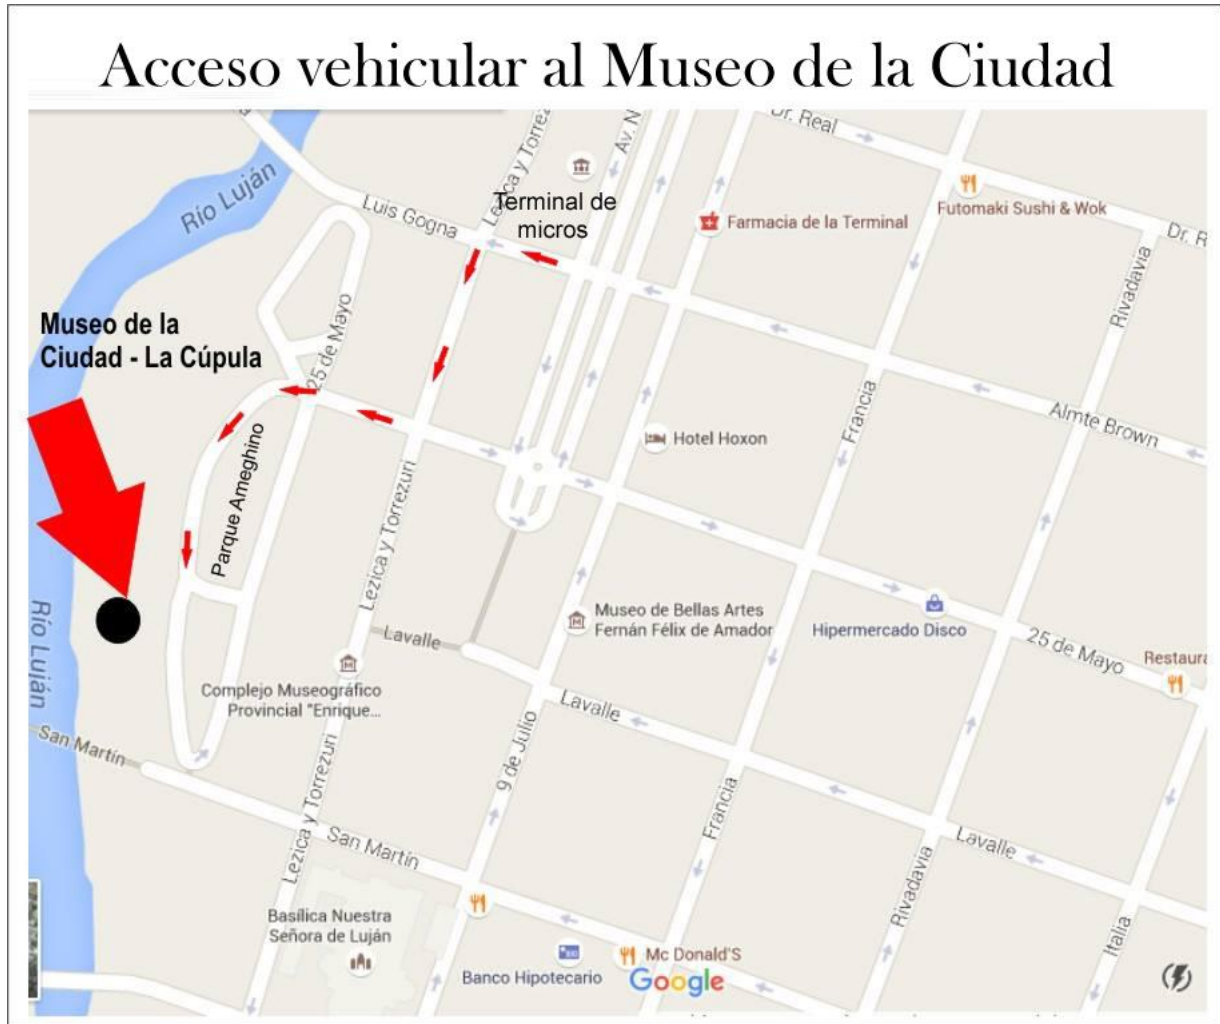 Acceso vehicular al Museo de la Ciudad
Dr. Real
Av. N
Lezica y Torrez
Río Luján
Luis Gogna
Terminal de
micros
Farmacia de la Terminal
Futomaki Sushi & Wok
Dr. R
Rivadavia
25 de Mayo
Museo de la
Ciudad - La Cúpula
Francia
Almte Brown
Hotel Hoxon
Parque Ameghino
Lezica y Torrezuri
Río Luján
Lavalle
Museo de Bellas Artes
Fernán Félix de Amador
Hipermercado Disco
25 de Mayo
Restaura
Complejo Museográfico
Provincial "Enrique...
Lavalle
San Martín
9 de Julio
Lezica y Torrezuri
Francia
San Martín
Lavalle
Rivadavia
Italia
Basílica Nuestra
Señora de Luján
Banco Hipotecario
Mc Donald'S
Google